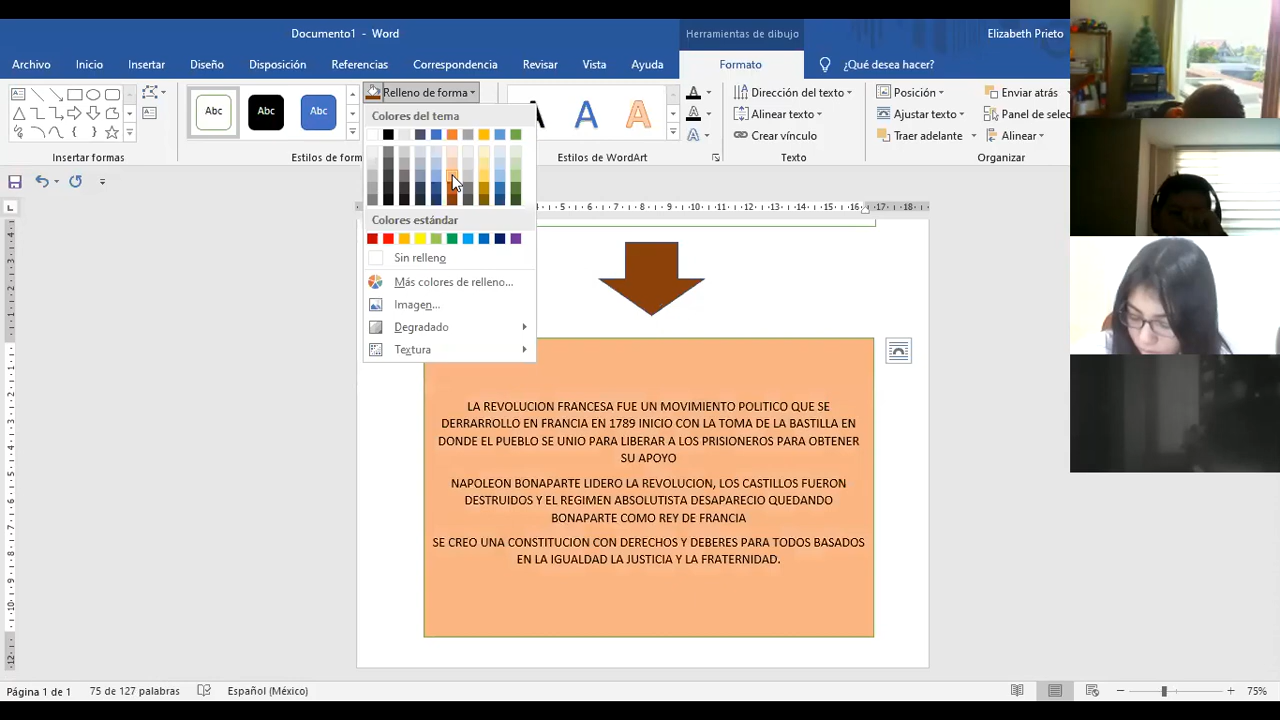 Documento1 - Word
Herramientas de dibujo
Elizabeth Prieto
Archivo Inicio Insertar Diseño Disposición Referencias Correspondencia Revisar Vista Ayuda Formato ¿Qué desea hacer?
Abc Abc Abc
Relleno de forma
Dirección del texto
Posición
Enviar atrás
Alinear texto
Ajustar texto
Panel de selec
Crear vínculo
Traer adelante
Alinear
Insertar formas
Estilos de form
Estilos de WordArt
Texto
Organizar
Colores del tema
Colores estándar
Sin relleno
Más colores de relleno...
Imagen...
Degradado
Textura
LA REVOLUCION FRANCESA FUE UN MOVIMIENTO POLITICO QUE SE
DERRARROLLO EN FRANCIA EN 1789 INICIO CON LA TOMA DE LA BASTILLA EN
DONDE EL PUEBLO SE UNIO PARA LIBERAR A LOS PRISIONEROS PARA OBTENER
SU APOYO
NAPOLEON BONAPARTE LIDERO LA REVOLUCION, LOS CASTILLOS FUERON
DESTRUIDOS Y EL REGIMEN ABSOLUTISTA DESAPARECIO QUEDANDO
BONAPARTE COMO REY DE FRANCIA
SE CREO UNA CONSTITUCION CON DERECHOS Y DEBERES PARA TODOS BASADOS
EN LA IGUALDAD LA JUSTICIA Y LA FRATERNIDAD.
Página 1 de 1 75 de 127 palabras Español (México) 75%